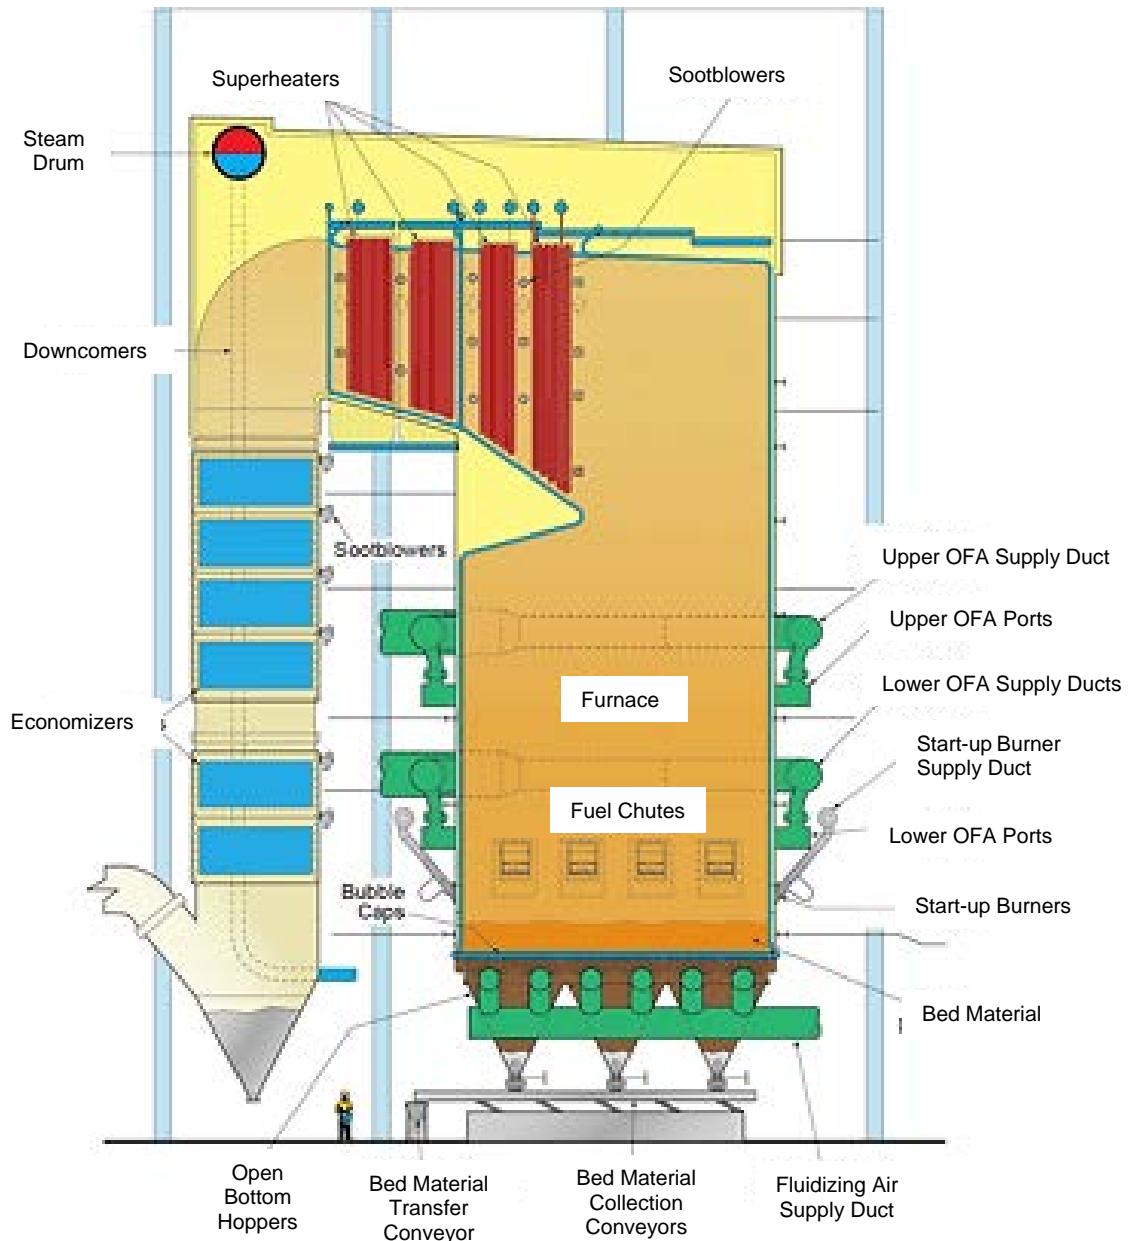 Superheaters
Sootblowers
Steam
Drum
Downcomers
Sootblowers
Upper OFA Supply Duct
Upper OFA Ports
Furnace
Lower OFA Supply Ducts
Economizers
Start-up Burner
Supply Duct
Fuel Chutes
Lower OFA Ports
Bubble
Caps
Start-up Burners
Bed Material
Open
Bottom
Hoppers
Bed Material
Transfer
Conveyor
Bed Material
Collection
Conveyors
Fluidizing Air
Supply Duct